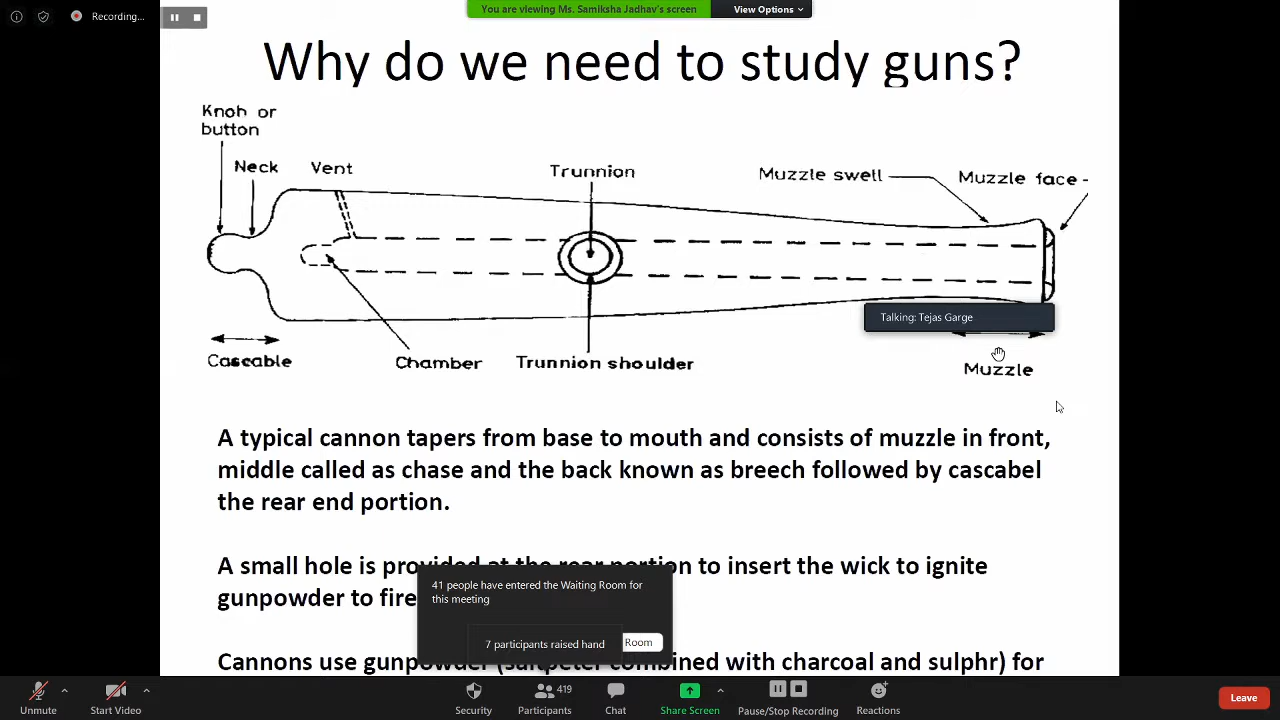 Recording...
You are viewing Ms. Samiksha Jadhav's screen
View Options
Why do we need to study guns?
Knob or
button
Neck
Vent
Trunnion
Muzzle swell
Muzzle face
Talking: Tejas Garge
Cascable
Chamber
Trunnion shoulder
Muzzle
A typical cannon tapers from base to mouth and consists of muzzle in front,
middle called as chase and the back known as breech followed by cascabel
the rear end portion.
A small hole is provided at the rear portion to insert the wick to ignite
gunpowder to fire
41 people have entered the Waiting Room for
this meeting
7 participants raised hand
Room
Cannons use gunpowder (saltpeter combined with charcoal and sulphr) for
Unmute
Start Video
Security
Participants
419
Chat
Share Screen
Pause/Stop Recording
Reactions
Leave